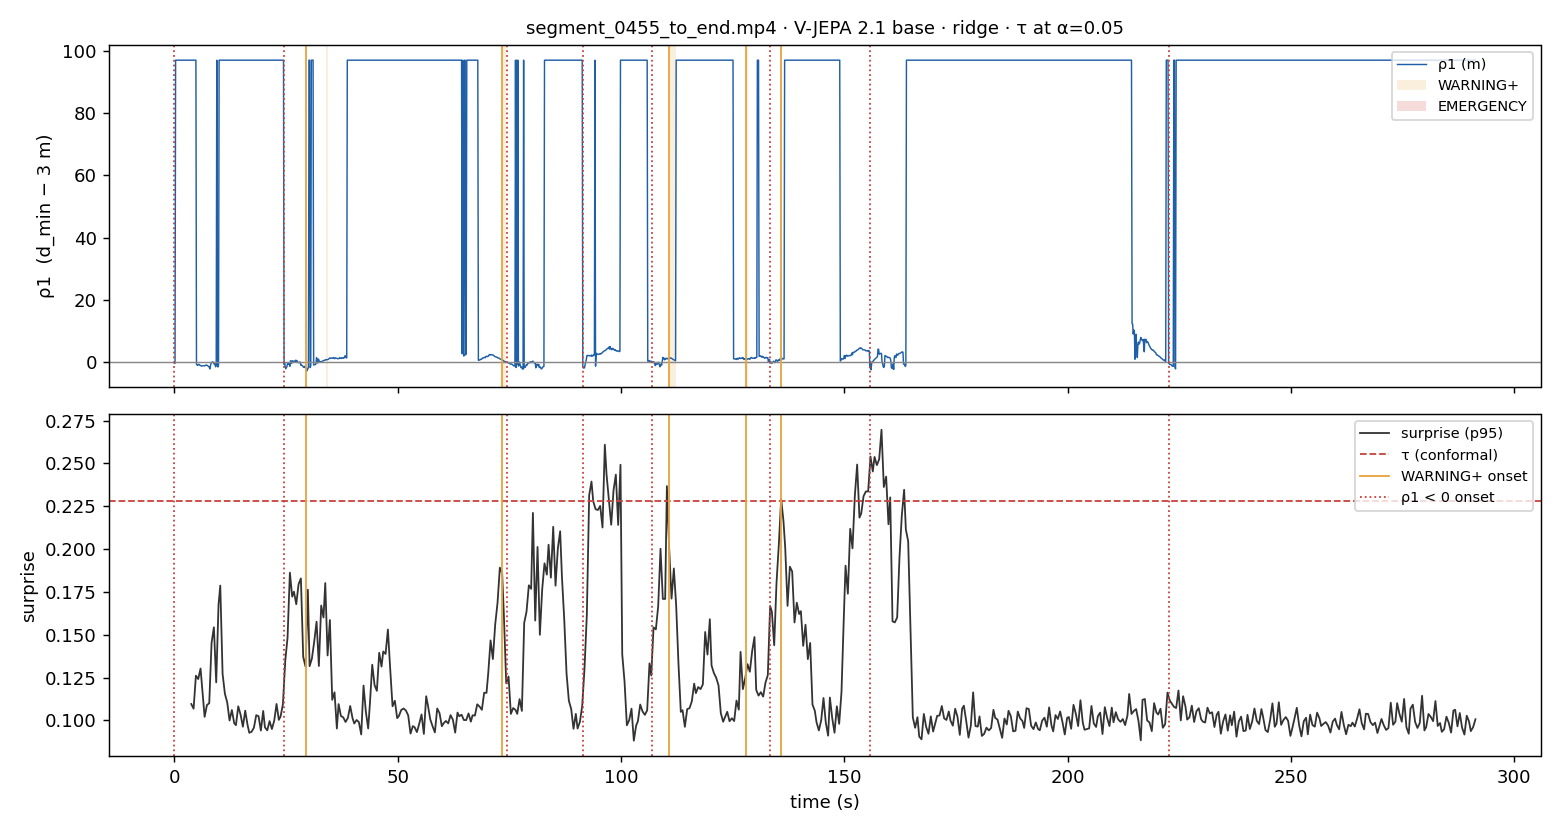 segment_0455_to_end.mp4 · V-JEPA 2.1 base · ridge · τ at α=0.05
100
80
60
40
20
0
ρ1 (d_min − 3 m)
ρ1 (m)
WARNING+
EMERGENCY
0.275
0.250
0.225
0.200
0.175
0.150
0.125
0.100
surprise
surprise (p95)
τ (conformal)
WARNING+ onset
ρ1 < 0 onset
0 50 100 150 200 250 300
time (s)